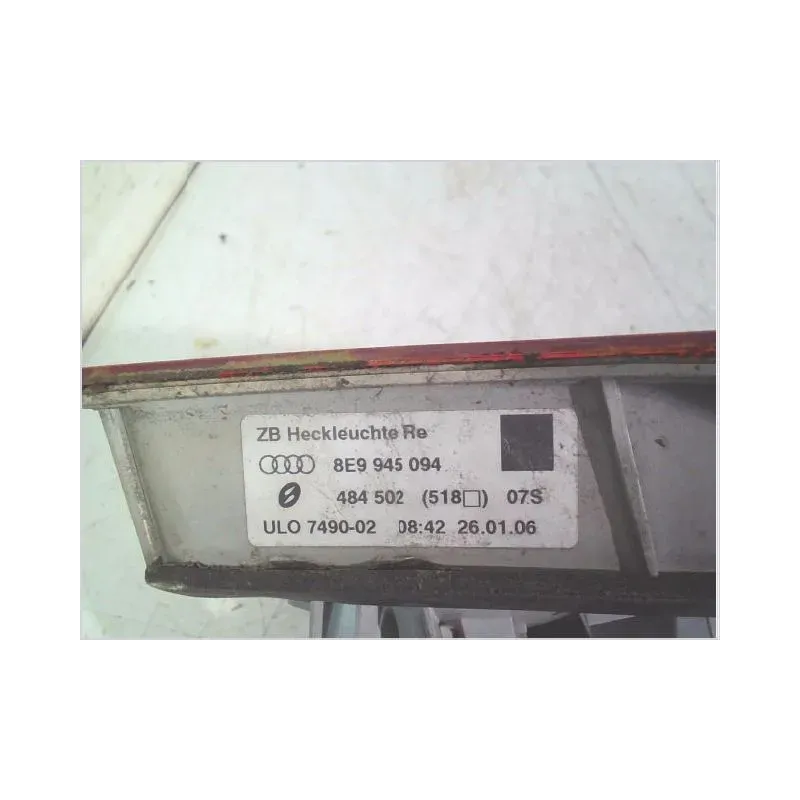 ZB Heckleuchte Re
8E9 945 094
484 502 (518□) 07S
ULO 7490-02 08:42 26.01.06